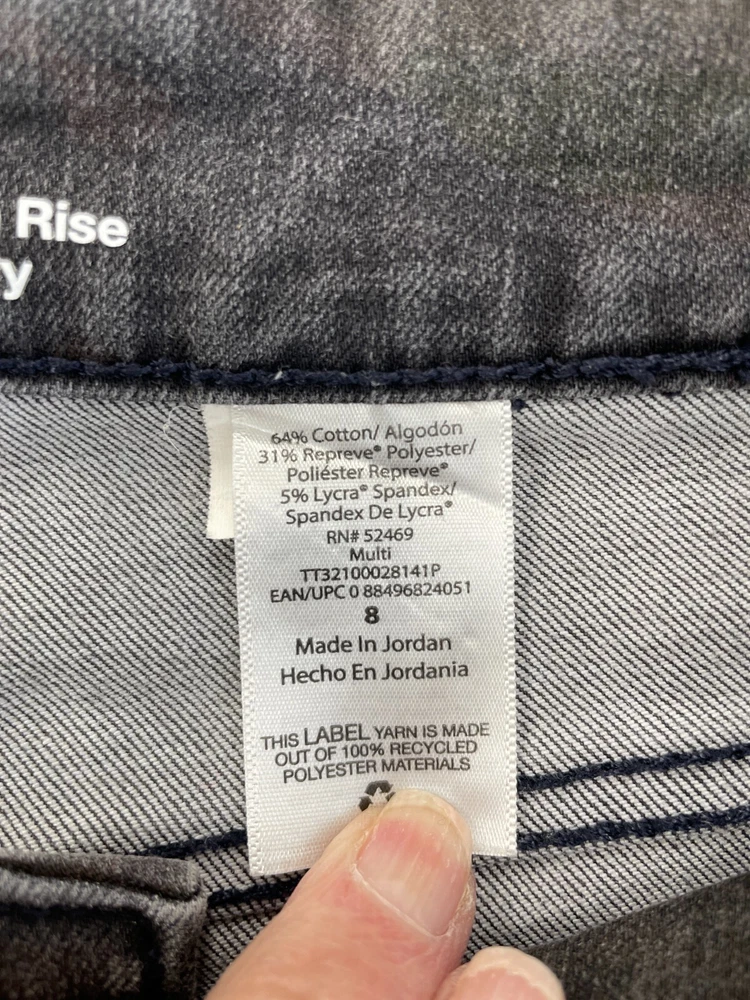 Rise
y
64% Cotton/ Algodón
31% Repreve® Polyester/
Poliéster Repreve®
5% Lycra® Spandex/
Spandex De Lycra®
RN# 52469
Multi
TT32100028141P
EAN/UPC 0 88496824051
8
Made In Jordan
Hecho En Jordania
THIS LABEL YARN IS MADE
OUT OF 100% RECYCLED
POLYESTER MATERIALS